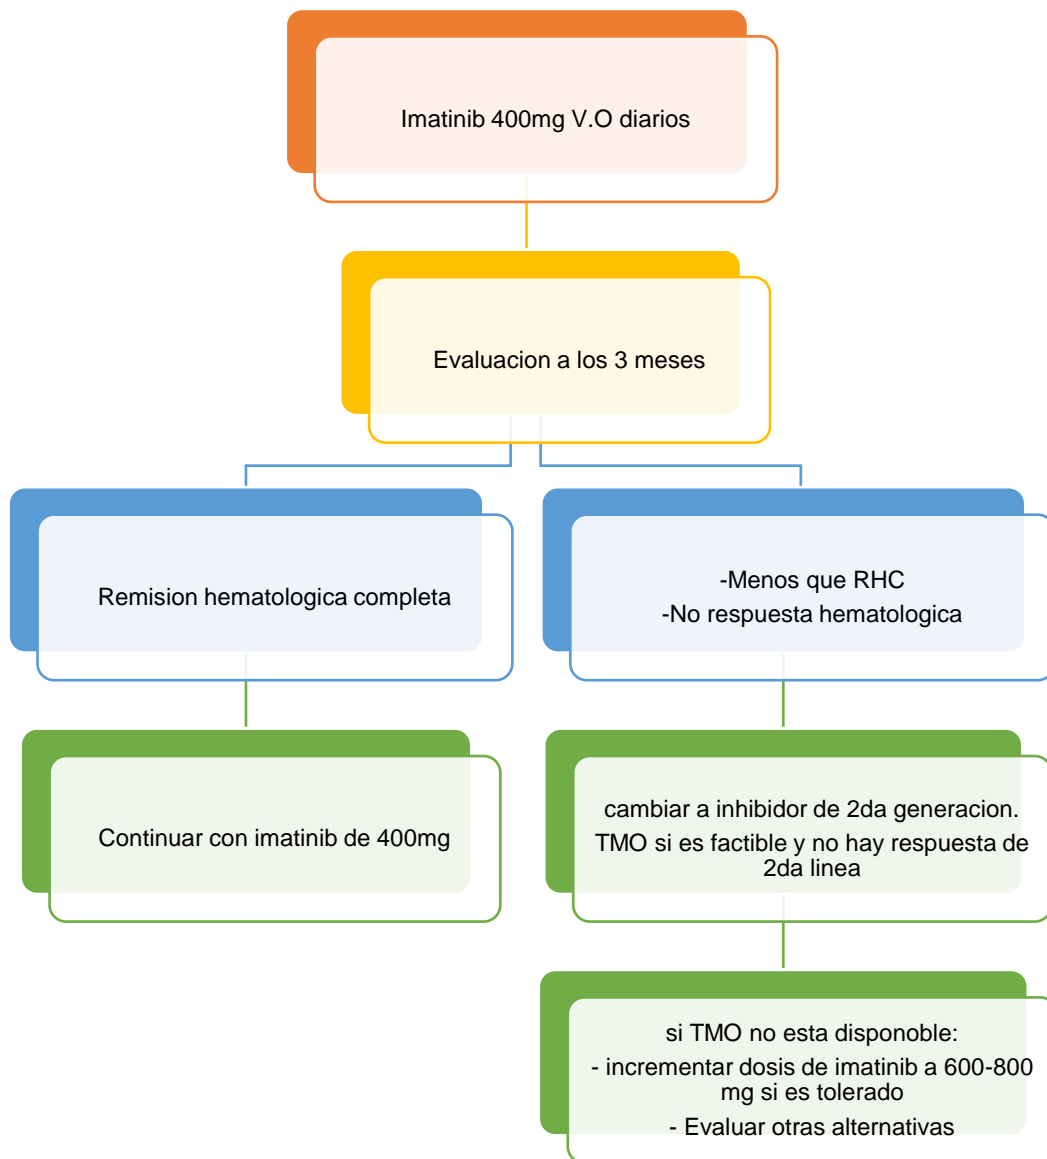 Imatinib 400mg V.O diarios
Evaluacion a los 3 meses
Remision hematologica completa
-Menos que RHC
-No respuesta hematologica
Continuar con imatinib de 400mg
cambiar a inhibidor de 2da generacion.
TMO si es factible y no hay respuesta de
2da linea
si TMO no esta disponoble:
- incrementar dosis de imatinib a 600-800
mg si es tolerado
- Evaluar otras alternativas